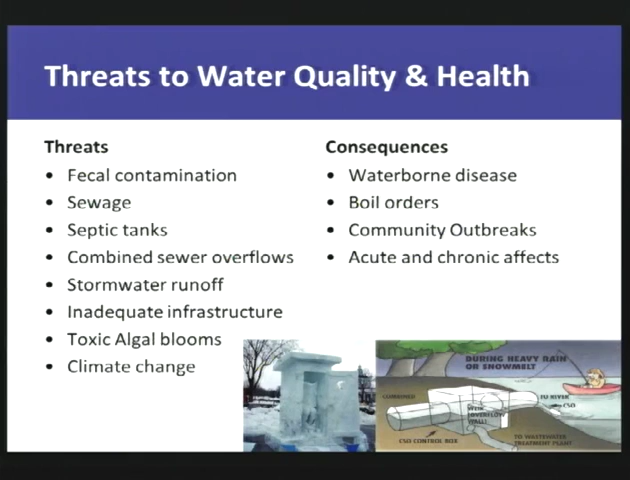 Threats to Water Quality & Health
Threats
• Fecal contamination
• Sewage
• Septic tanks
• Combined sewer overflows
• Stormwater runoff
• Inadequate infrastructure
• Toxic Algal blooms
• Climate change
Consequences
• Waterborne disease
• Boil orders
• Community Outbreaks
• Acute and chronic affects
DURING HEAVY RAIN
OR SNOWMELT
COMBINED
TO RIVER
CSO
WEIR
(OVERFLOW
WALL)
CSO CONTROL BOX
TO WASTEWATER
TREATMENT PLANT